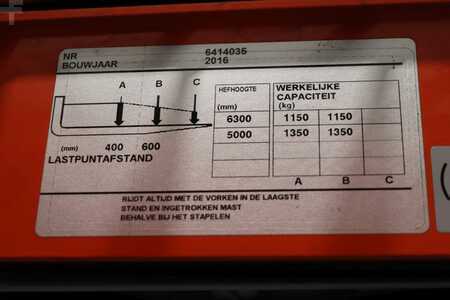 NR 6414035
BOUWJAAR 2016
A B C
HEFHOOGTE (mm)
WERKELIJKE CAPACITEIT (kg)
6300 1150 1150
5000 1350 1350
(mm) 400 600
LASTPUNTAFSTAND
A B C
RIJDT ALTIJD MET DE VORKEN IN DE LAAGSTE
STAND EN INGETROKKEN MAST
BEHALVE BIJ HET STAPELEN